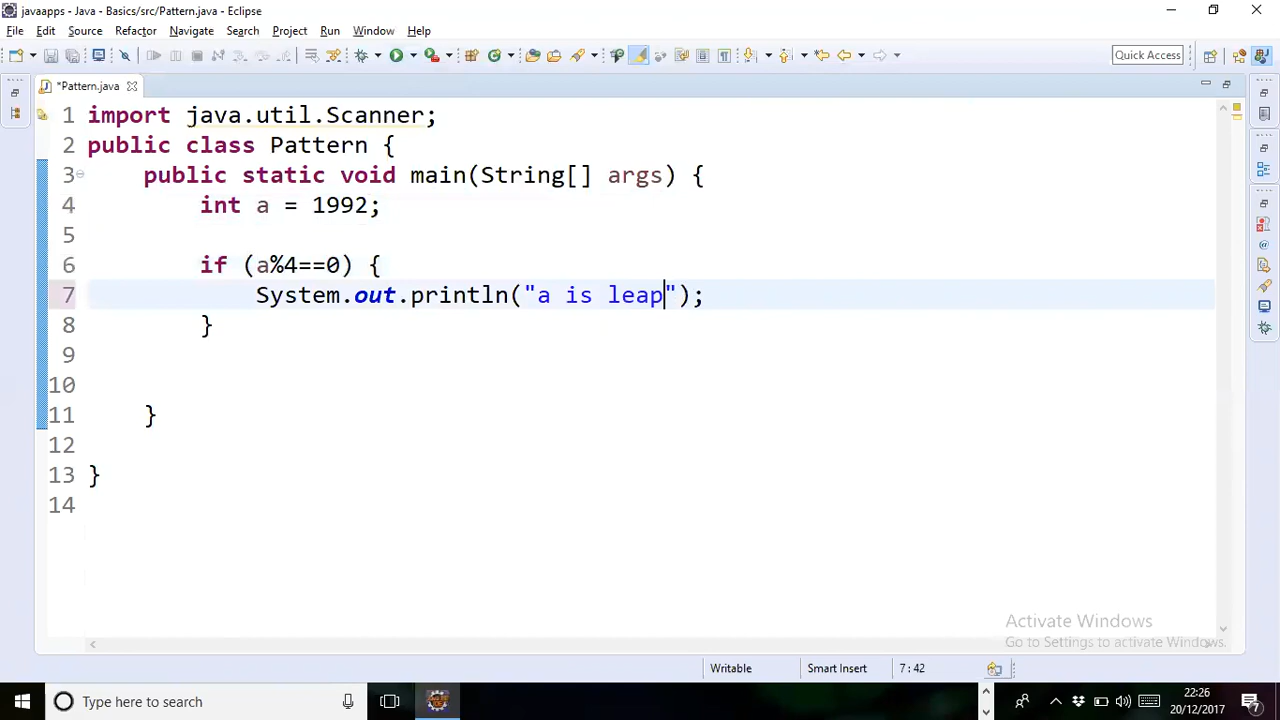 javaapps - Java - Basics/src/Pattern.java - Eclipse
File Edit Source Refactor Navigate Search Project Run Window Help
Quick Access
*Pattern.java
1 import java.util.Scanner;
2 public class Pattern {
3 public static void main(String[] args) {
4 int a = 1992;
5
6 if (a%4==0) {
7 System.out.println("a is leap");
8 }
9
10
11 }
12
13 }
14
Activate Windows
Go to Settings to activate Windows.
Writable Smart Insert 7 : 42
Type here to search
22:26
20/12/2017
7